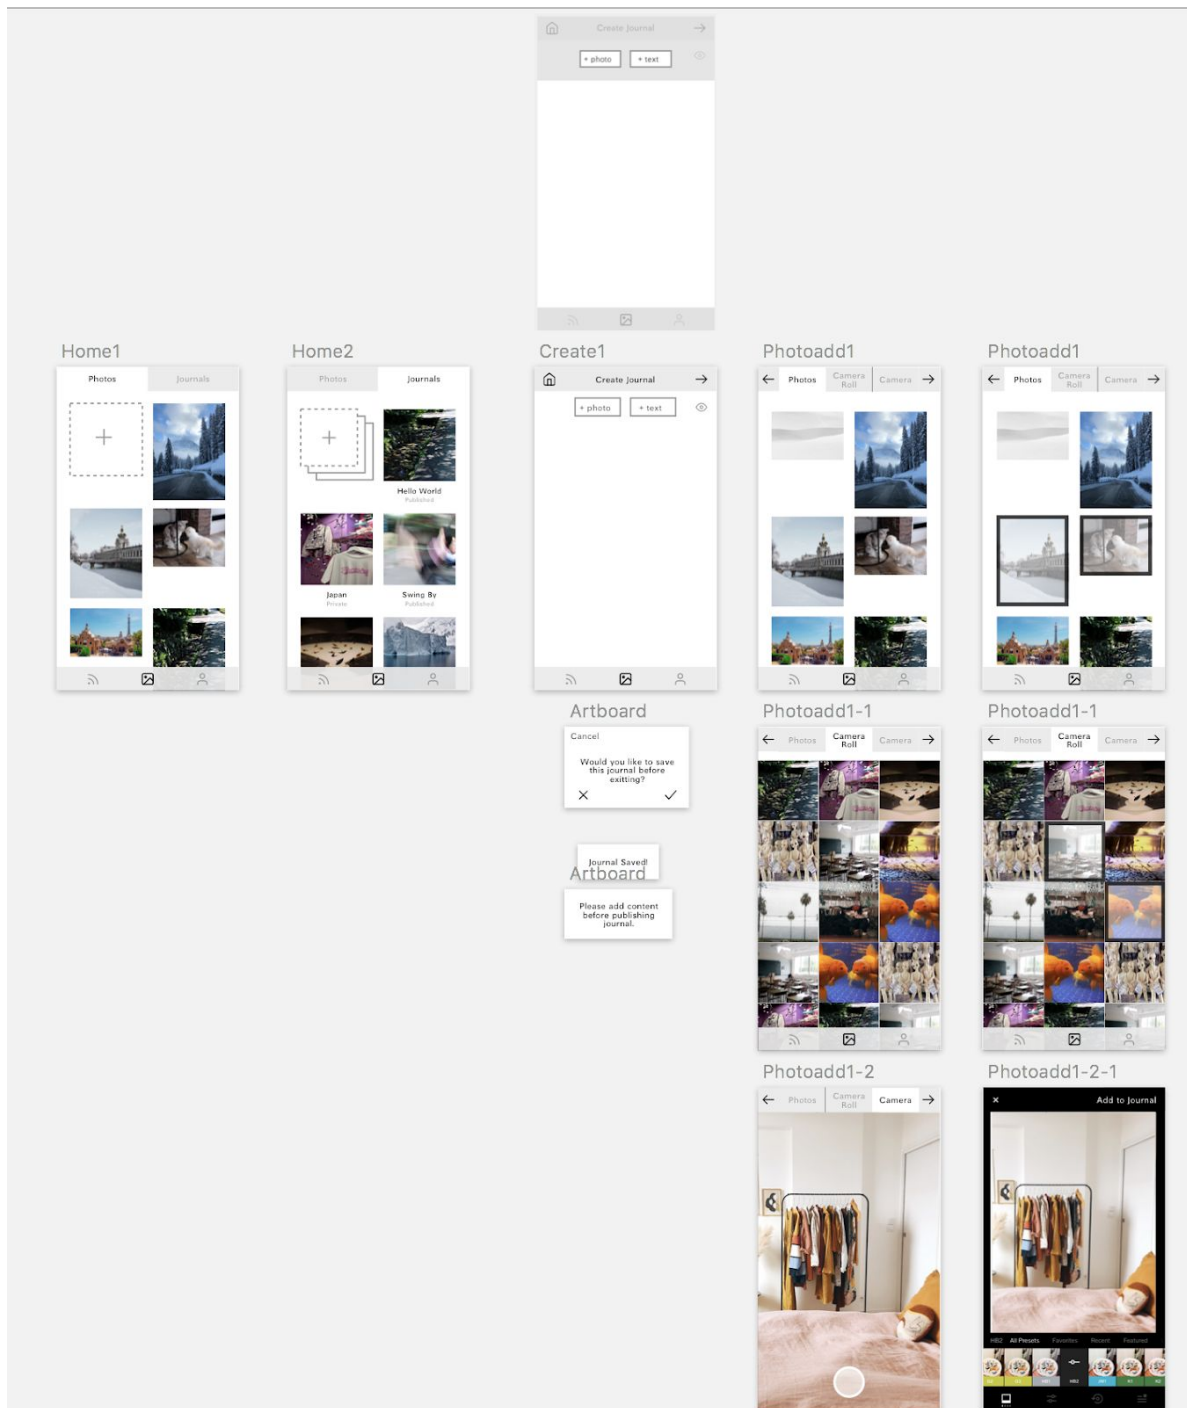 Create Journal
+ photo
+ text
Home1
Home2
Create1
Photoadd1
Photoadd1
Photos
Journals
Photos
Journals
Hello World
Published
Japan
Private
Swing By
Published
Create Journal
+ photo
+ text
Photos
Camera
Roll
Camera
Photos
Camera
Roll
Camera
Artboard
Cancel
Would you like to save
this journal before
exitting?
Journal Saved!
Artboard
Please add content
before publishing
journal.
Photoadd1-1
Photoadd1-1
Photos
Camera
Roll
Camera
Photos
Camera
Roll
Camera
Photoadd1-2
Photoadd1-2-1
Photos
Camera
Roll
Camera
Add to Journal
HB2
All Presets
Favorites
Recent
Featured
HB1
HB2